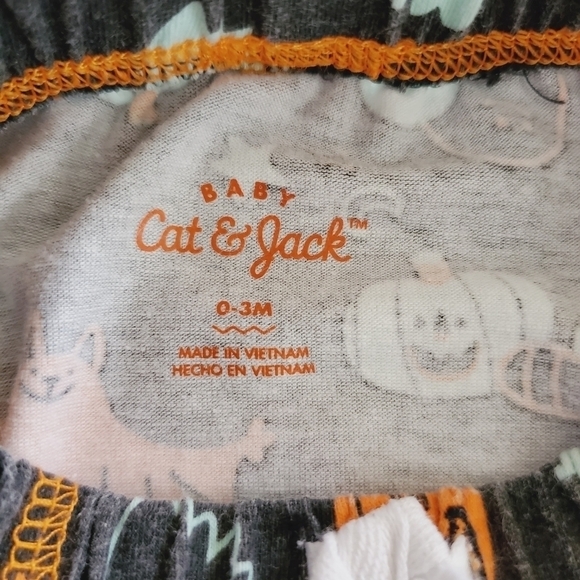 BABY
Cat & Jack™
0-3M
MADE IN VIETNAM
HECHO EN VIETNAM